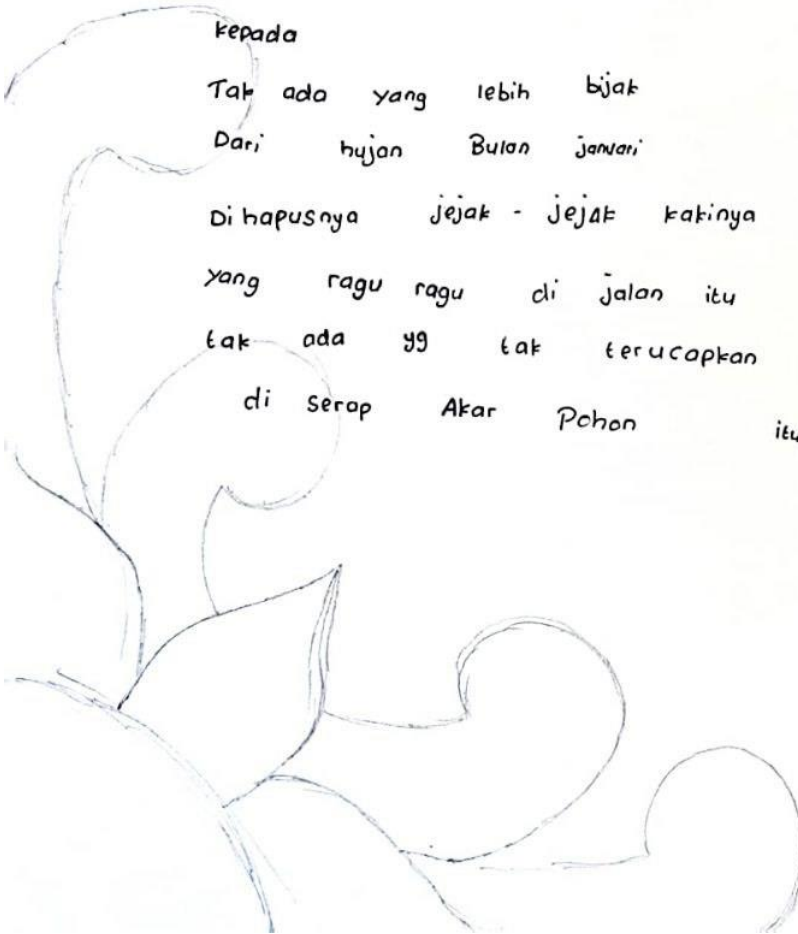 kepada
Tak ada yang lebih bijak
Dari hujan Bulan januari
Di hapusnya jejak - jejak kakinya
yang ragu ragu di jalan itu
tak ada yg tak terucapkan
di serap Akar Pohon itu